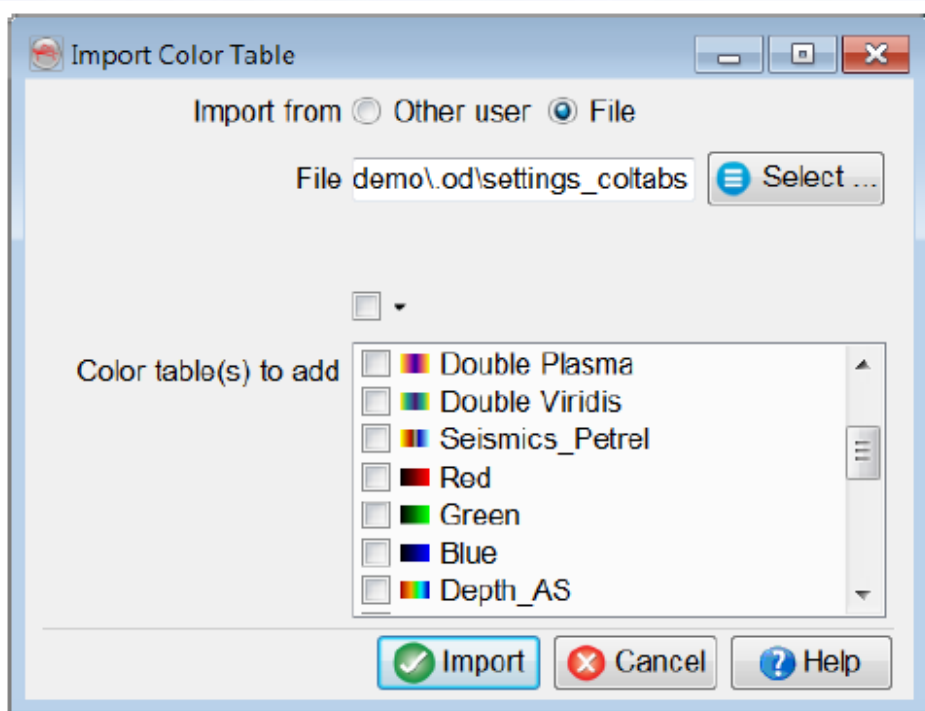 Import Color Table
Import from Other user File
File demo\.od\settings_coltabs Select ...
Color table(s) to add
Double Plasma
Double Viridis
Seismics_Petrel
Red
Green
Blue
Depth_AS
Import Cancel Help